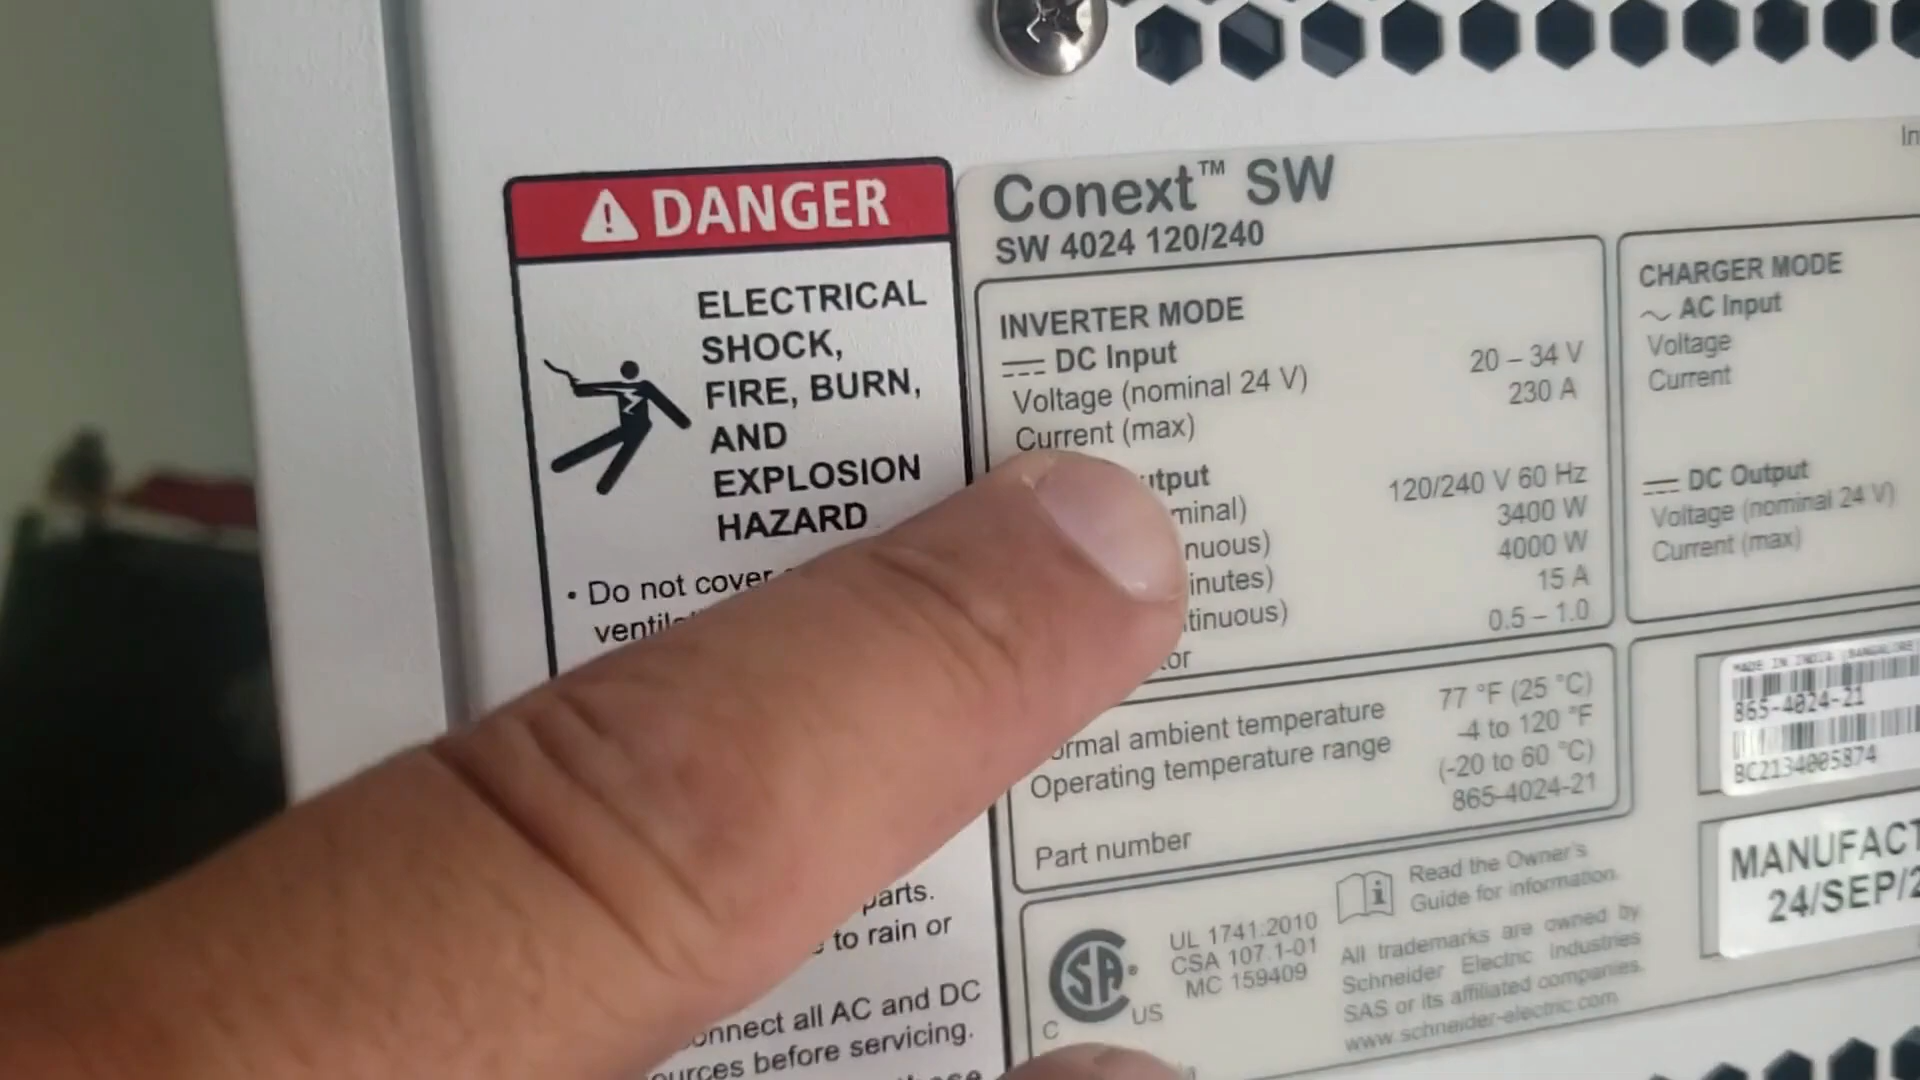 DANGER
ELECTRICAL
SHOCK,
FIRE, BURN,
AND
EXPLOSION
HAZARD
• Do not cover
parts.
to rain or
all AC and DC
before servicing.
Conext™ SW
SW 4024 120/240
INVERTER MODE
DC Input
Voltage (nominal 24 V) 20 – 34 V
Current (max) 230 A
120/240 V 60 Hz
3400 W
4000 W
15 A
0.5 – 1.0
ambient temperature 77 °F (25 °C)
Operating temperature range -4 to 120 °F
(-20 to 60 °C)
Part number 865-4024-21
CHARGER MODE
AC Input
Voltage
Current
DC Output
Voltage (nominal 24 V)
Current (max)
MADE IN INDIA (BANGALORE)
865-4024-21
BC2134005874
24/SEP/2
Read the Owner's
Guide for information.
SA
C US
UL 1741:2010
CSA 107.1-01
MC 159409
All trademarks are owned by
Schneider Electric Industries
SAS or its affiliated companies.
www.schneider-electric.com